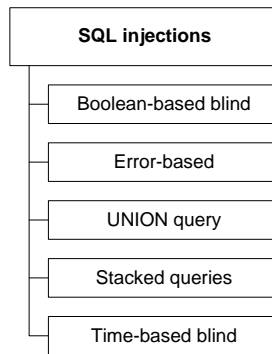 SQL injections
Boolean-based blind
Error-based
UNION query
Stacked queries
Time-based blind